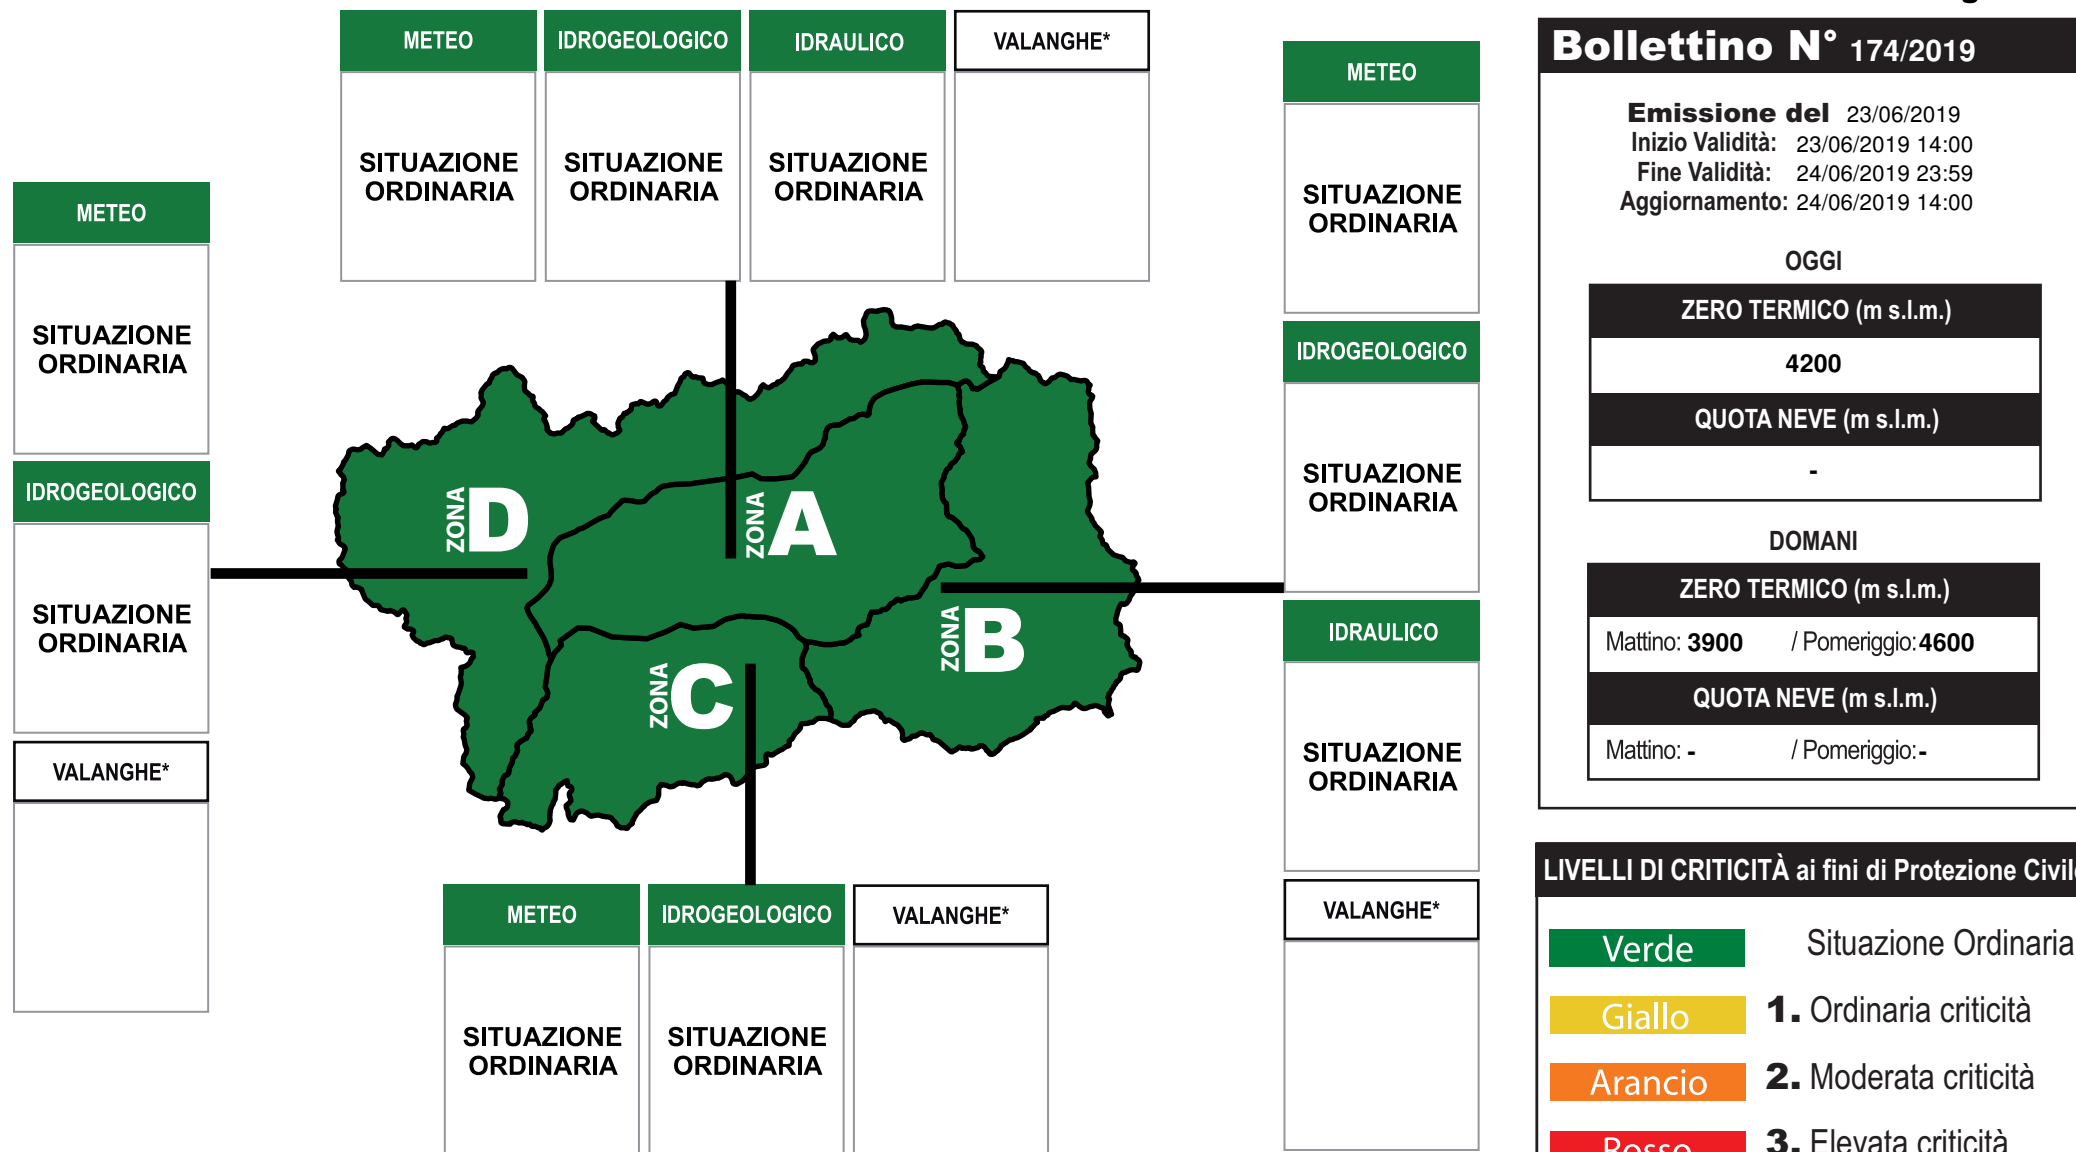 METEO IDROGEOLOGICO IDRAULICO VALANGHE*
SITUAZIONE ORDINARIA
SITUAZIONE ORDINARIA
SITUAZIONE ORDINARIA
METEO
SITUAZIONE
ORDINARIA
IDROGEOLOGICO
SITUAZIONE
ORDINARIA
VALANGHE*
ZONA D
ZONA A
ZONA B
ZONA C
METEO
SITUAZIONE
ORDINARIA
IDROGEOLOGICO
SITUAZIONE
ORDINARIA
IDRAULICO
SITUAZIONE
ORDINARIA
VALANGHE*
METEO IDROGEOLOGICO VALANGHE*
SITUAZIONE ORDINARIA
SITUAZIONE ORDINARIA
Bollettino N° 174/2019
Emissione del 23/06/2019
Inizio Validità: 23/06/2019 14:00
Fine Validità: 24/06/2019 23:59
Aggiornamento: 24/06/2019 14:00
OGGI
ZERO TERMICO (m s.l.m.)
4200
QUOTA NEVE (m s.l.m.)
-
DOMANI
ZERO TERMICO (m s.l.m.)
Mattino: 3900 / Pomeriggio: 4600
QUOTA NEVE (m s.l.m.)
Mattino: - / Pomeriggio: -
LIVELLI DI CRITICITÀ ai fini di Protezione Civile
Verde Situazione Ordinaria
Giallo 1. Ordinaria criticità
Arancio 2. Moderata criticità
Rosso 3. Elevata criticità